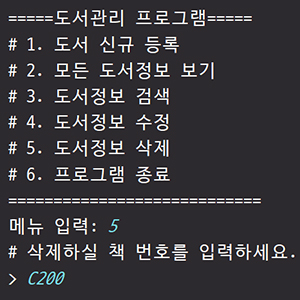 =====도서관리 프로그램=====
# 1. 도서 신규 등록
# 2. 모든 도서정보 보기
# 3. 도서정보 검색
# 4. 도서정보 수정
# 5. 도서정보 삭제
# 6. 프로그램 종료
===========================
메뉴 입력: 5
# 삭제하실 책 번호를 입력하세요.
> C200